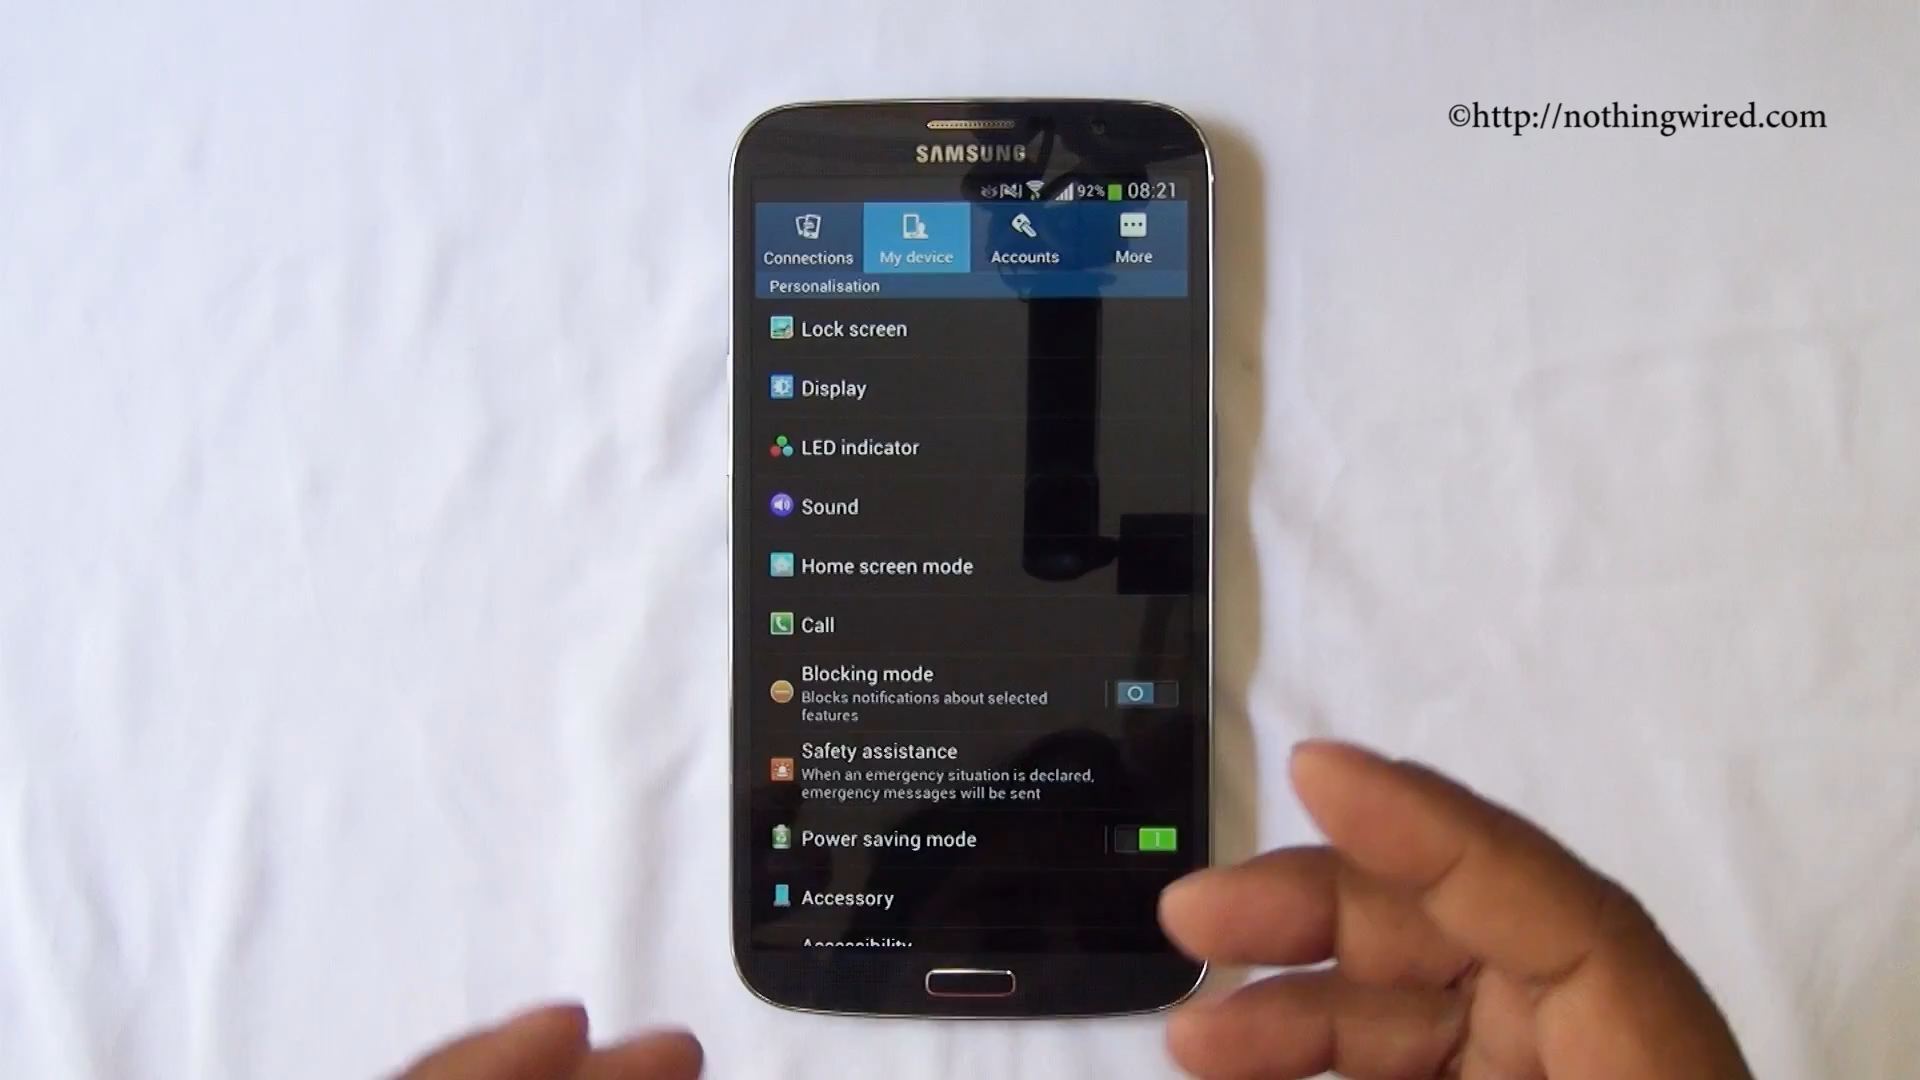 ©http://nothingwired.com
SAMSUNG
92% 08:21
Connections My device Accounts More
Personalisation
Lock screen
Display
LED indicator
Sound
Home screen mode
Call
Blocking mode
Blocks notifications about selected
features
Safety assistance
When an emergency situation is declared,
emergency messages will be sent
Power saving mode
Accessory
Accessibility